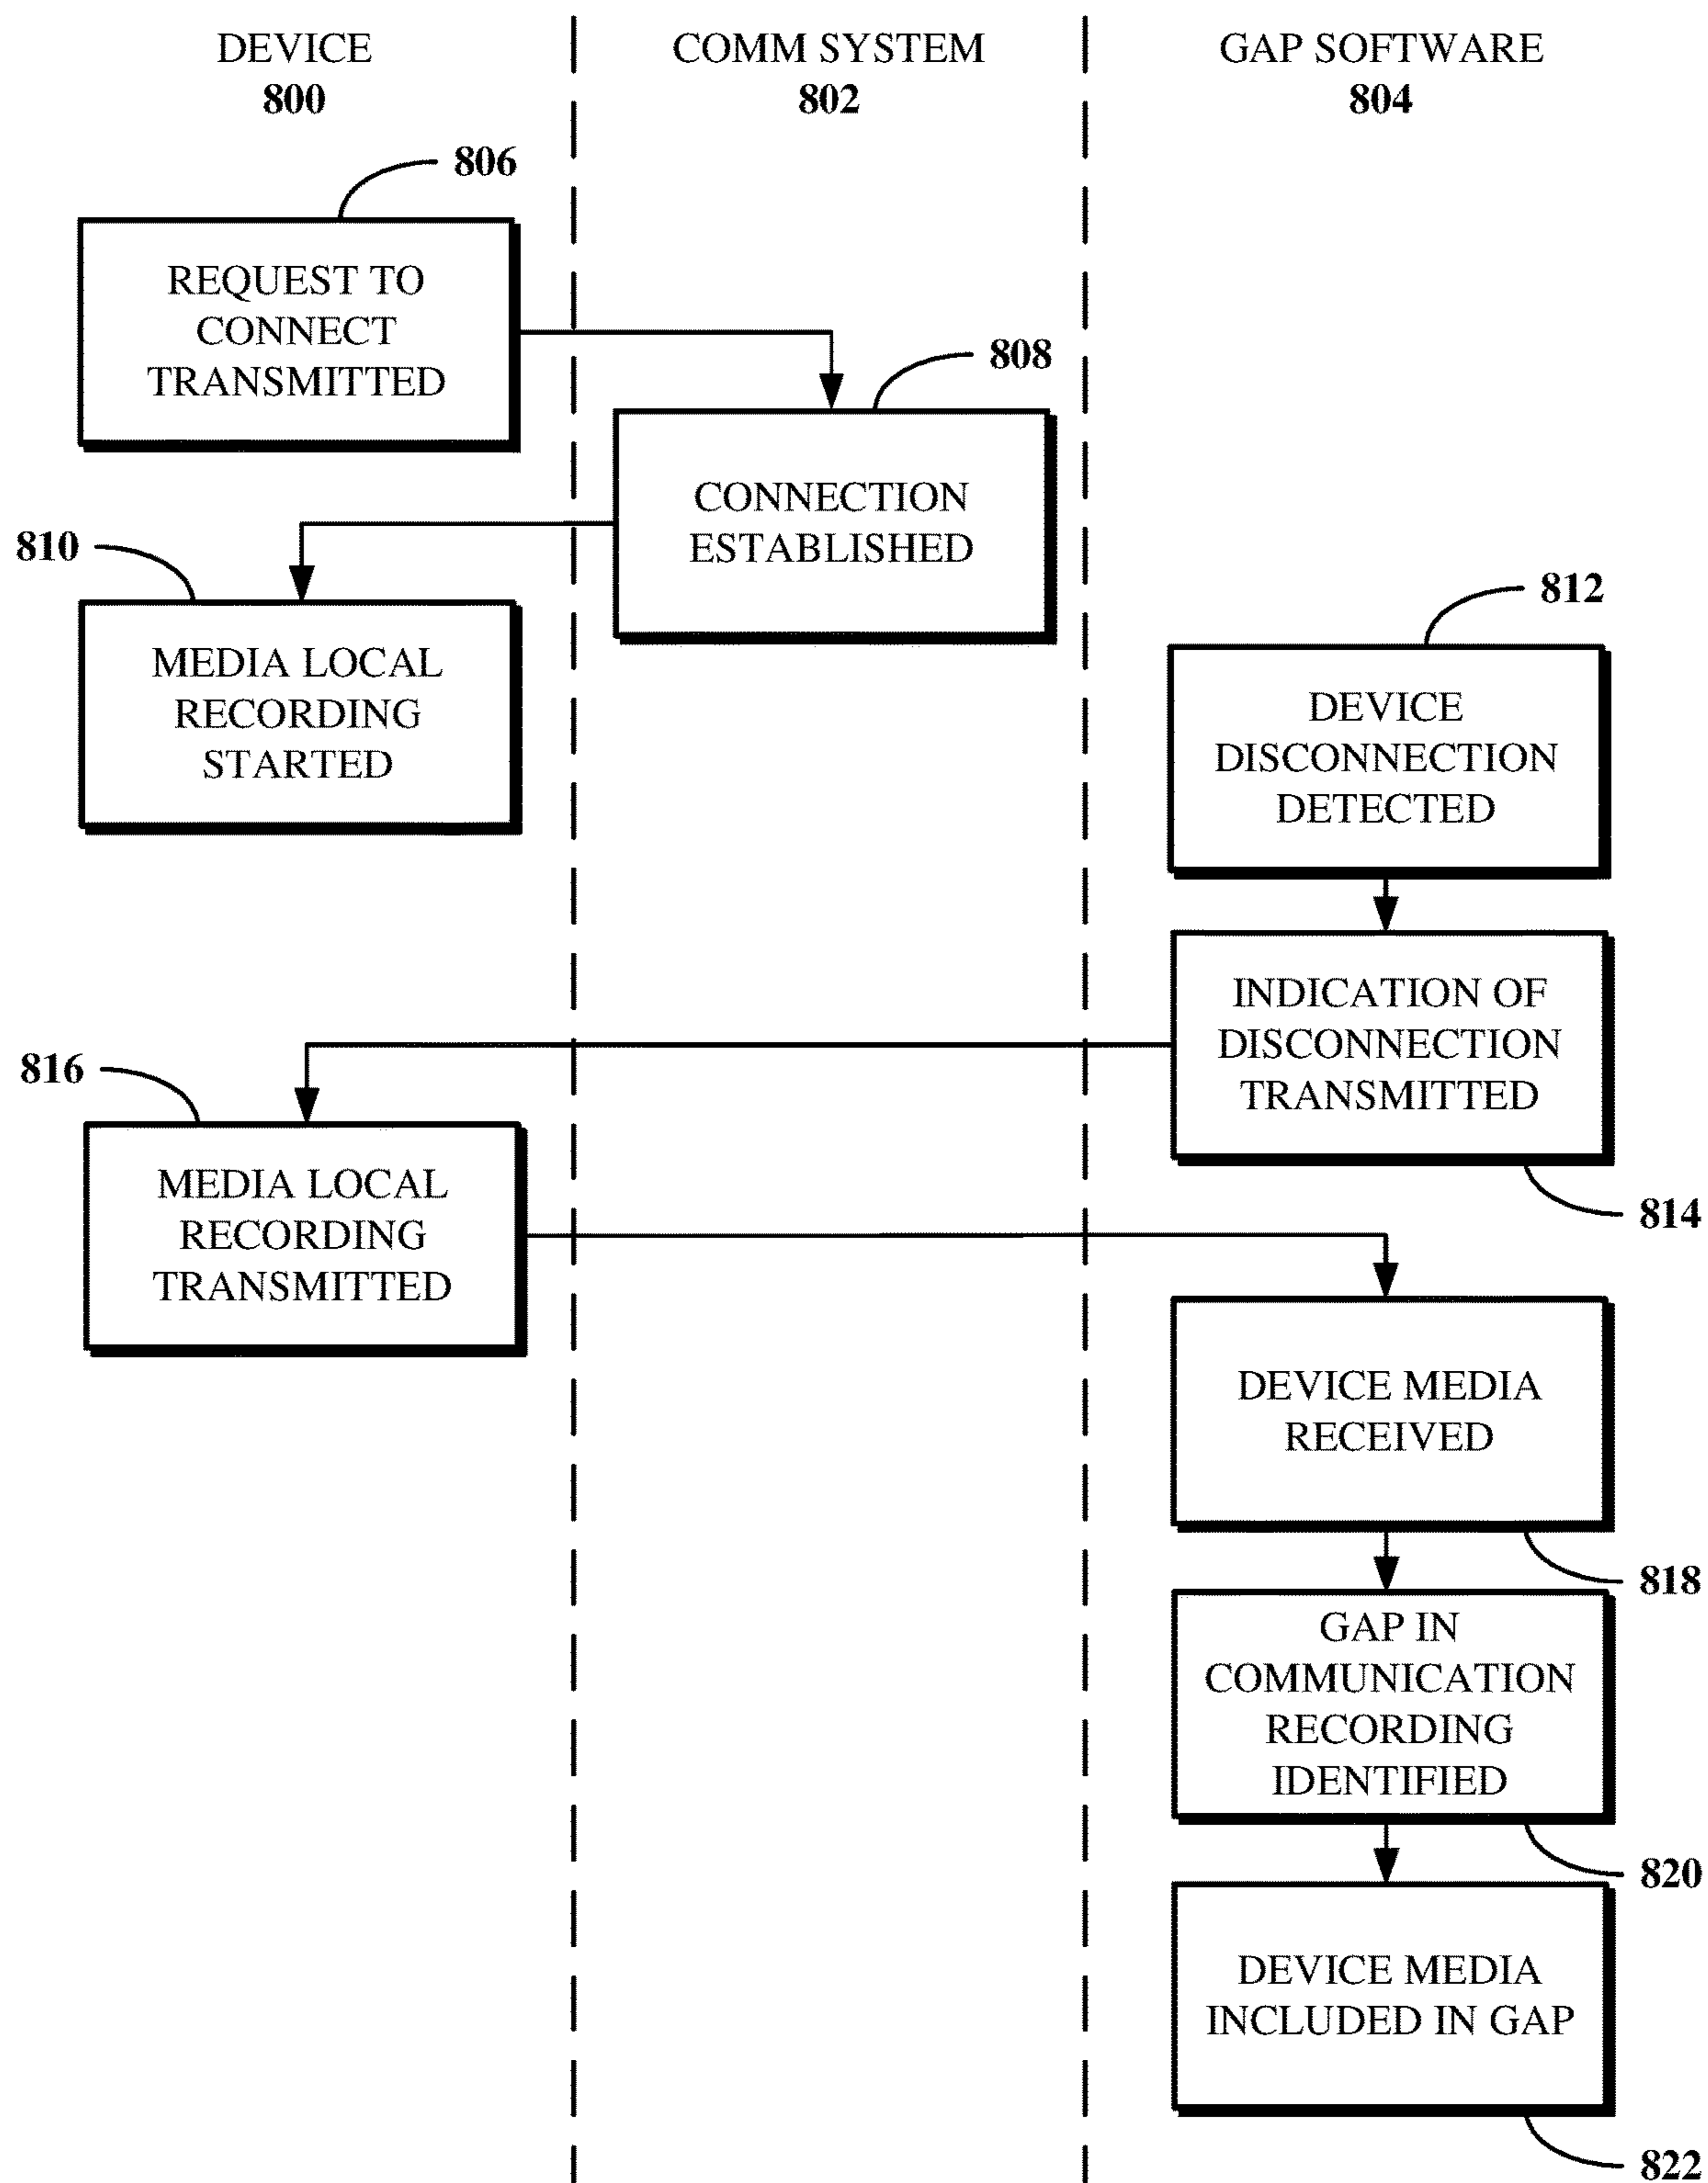 DEVICE
800
COMM SYSTEM
802
GAP SOFTWARE
804
806
REQUEST TO
CONNECT
TRANSMITTED
808
CONNECTION
ESTABLISHED
810
MEDIA LOCAL
RECORDING
STARTED
812
DEVICE
DISCONNECTION
DETECTED
INDICATION OF
DISCONNECTION
TRANSMITTED
814
816
MEDIA LOCAL
RECORDING
TRANSMITTED
DEVICE MEDIA
RECEIVED
818
GAP IN
COMMUNICATION
RECORDING
IDENTIFIED
820
DEVICE MEDIA
INCLUDED IN GAP
822